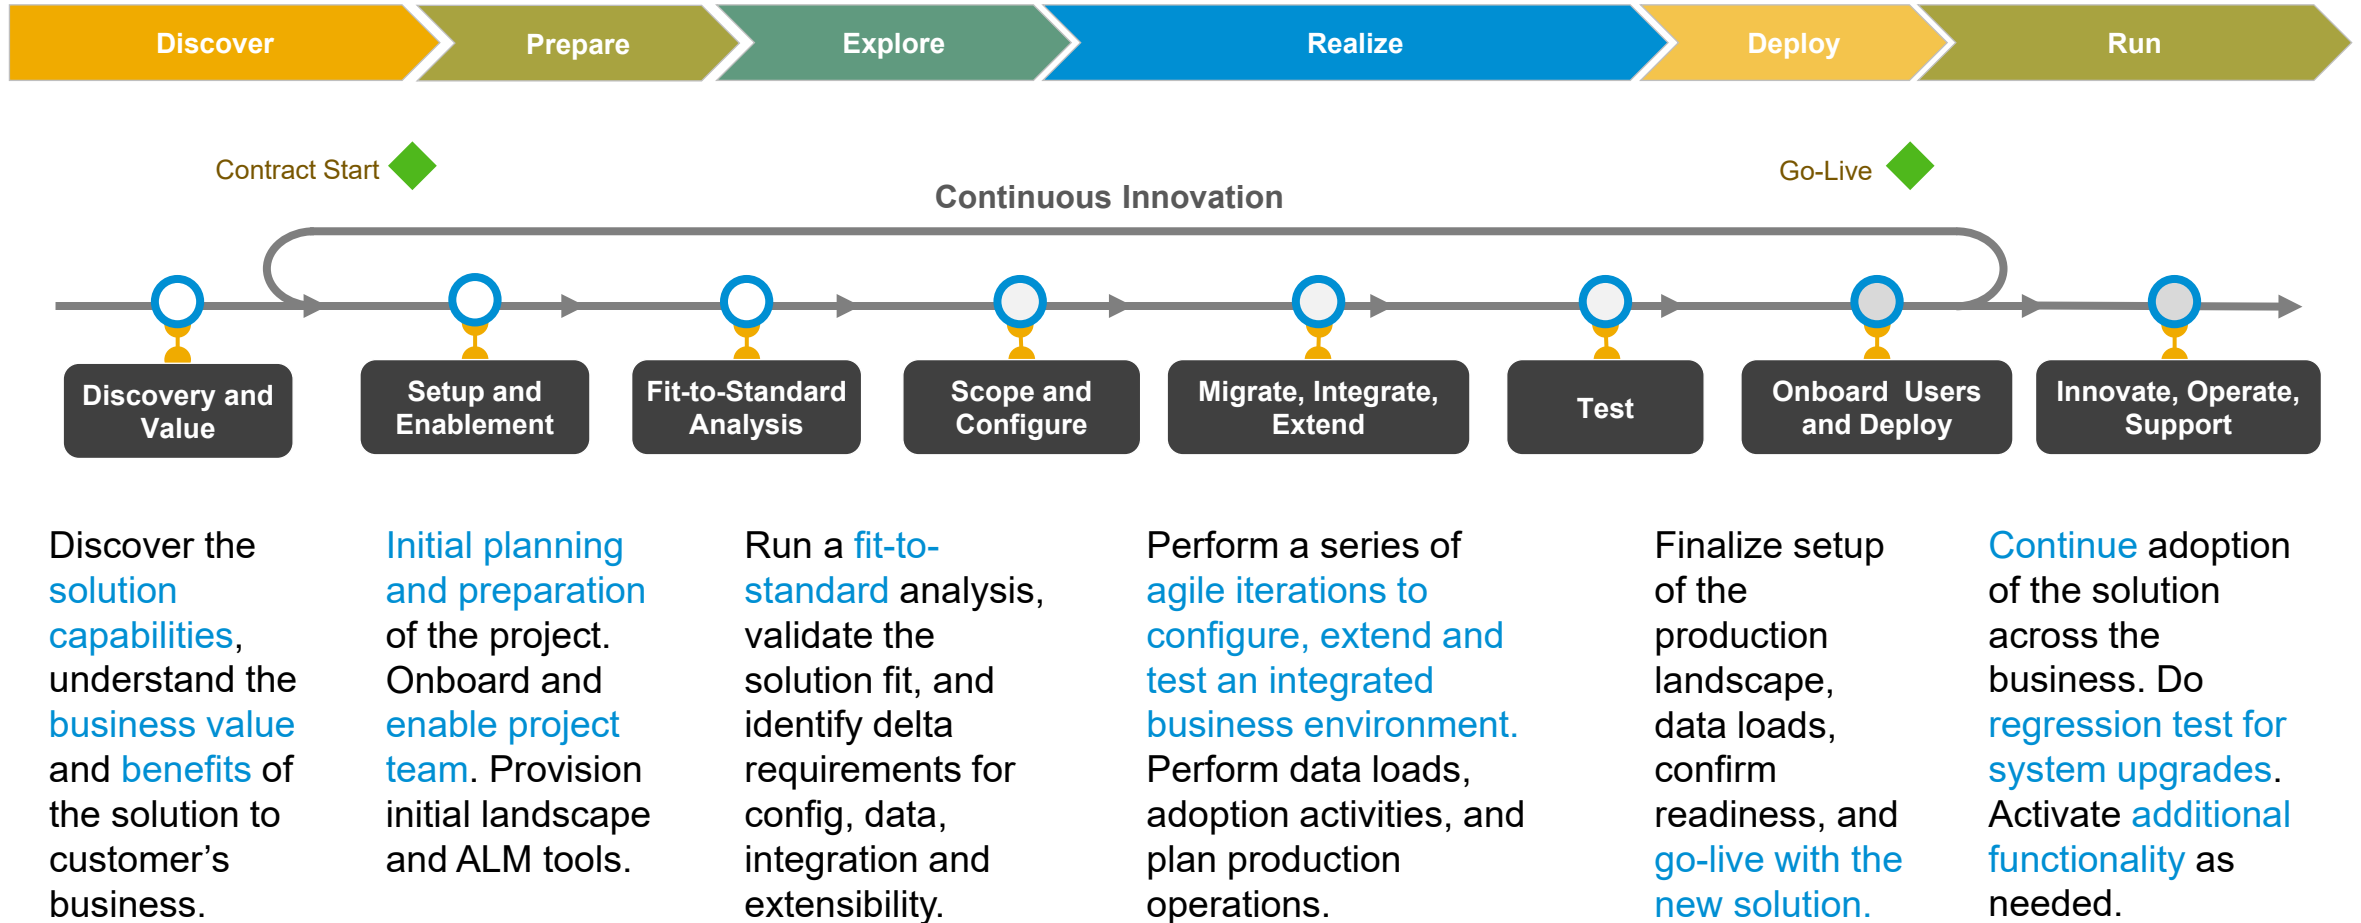 Discover
Prepare
Explore
Realize
Deploy
Run
Contract Start
Go-Live
Continuous Innovation
Discovery and
Value
Setup and
Enablement
Fit-to-Standard
Analysis
Scope and
Configure
Migrate, Integrate,
Extend
Test
Onboard  Users
and Deploy
Innovate, Operate,
Support
Discover the
solution
capabilities,
understand the
business value
and benefits of
the solution to
customer’s
business.
Initial planning
and preparation
of the project.
Onboard and
enable project
team. Provision
initial landscape
and ALM tools.
Run a fit-to-
standard analysis,
validate the
solution fit, and
identify delta
requirements for
config, data,
integration and
extensibility.
Perform a series of
agile iterations to
configure, extend and
test an integrated
business environment.
Perform data loads,
adoption activities, and
plan production
operations.
Finalize setup
of the
production
landscape,
data loads,
confirm
readiness, and
go-live with the
new solution.
Continue adoption
of the solution
across the
business. Do
regression test for
system upgrades.
Activate additional
functionality as
needed.